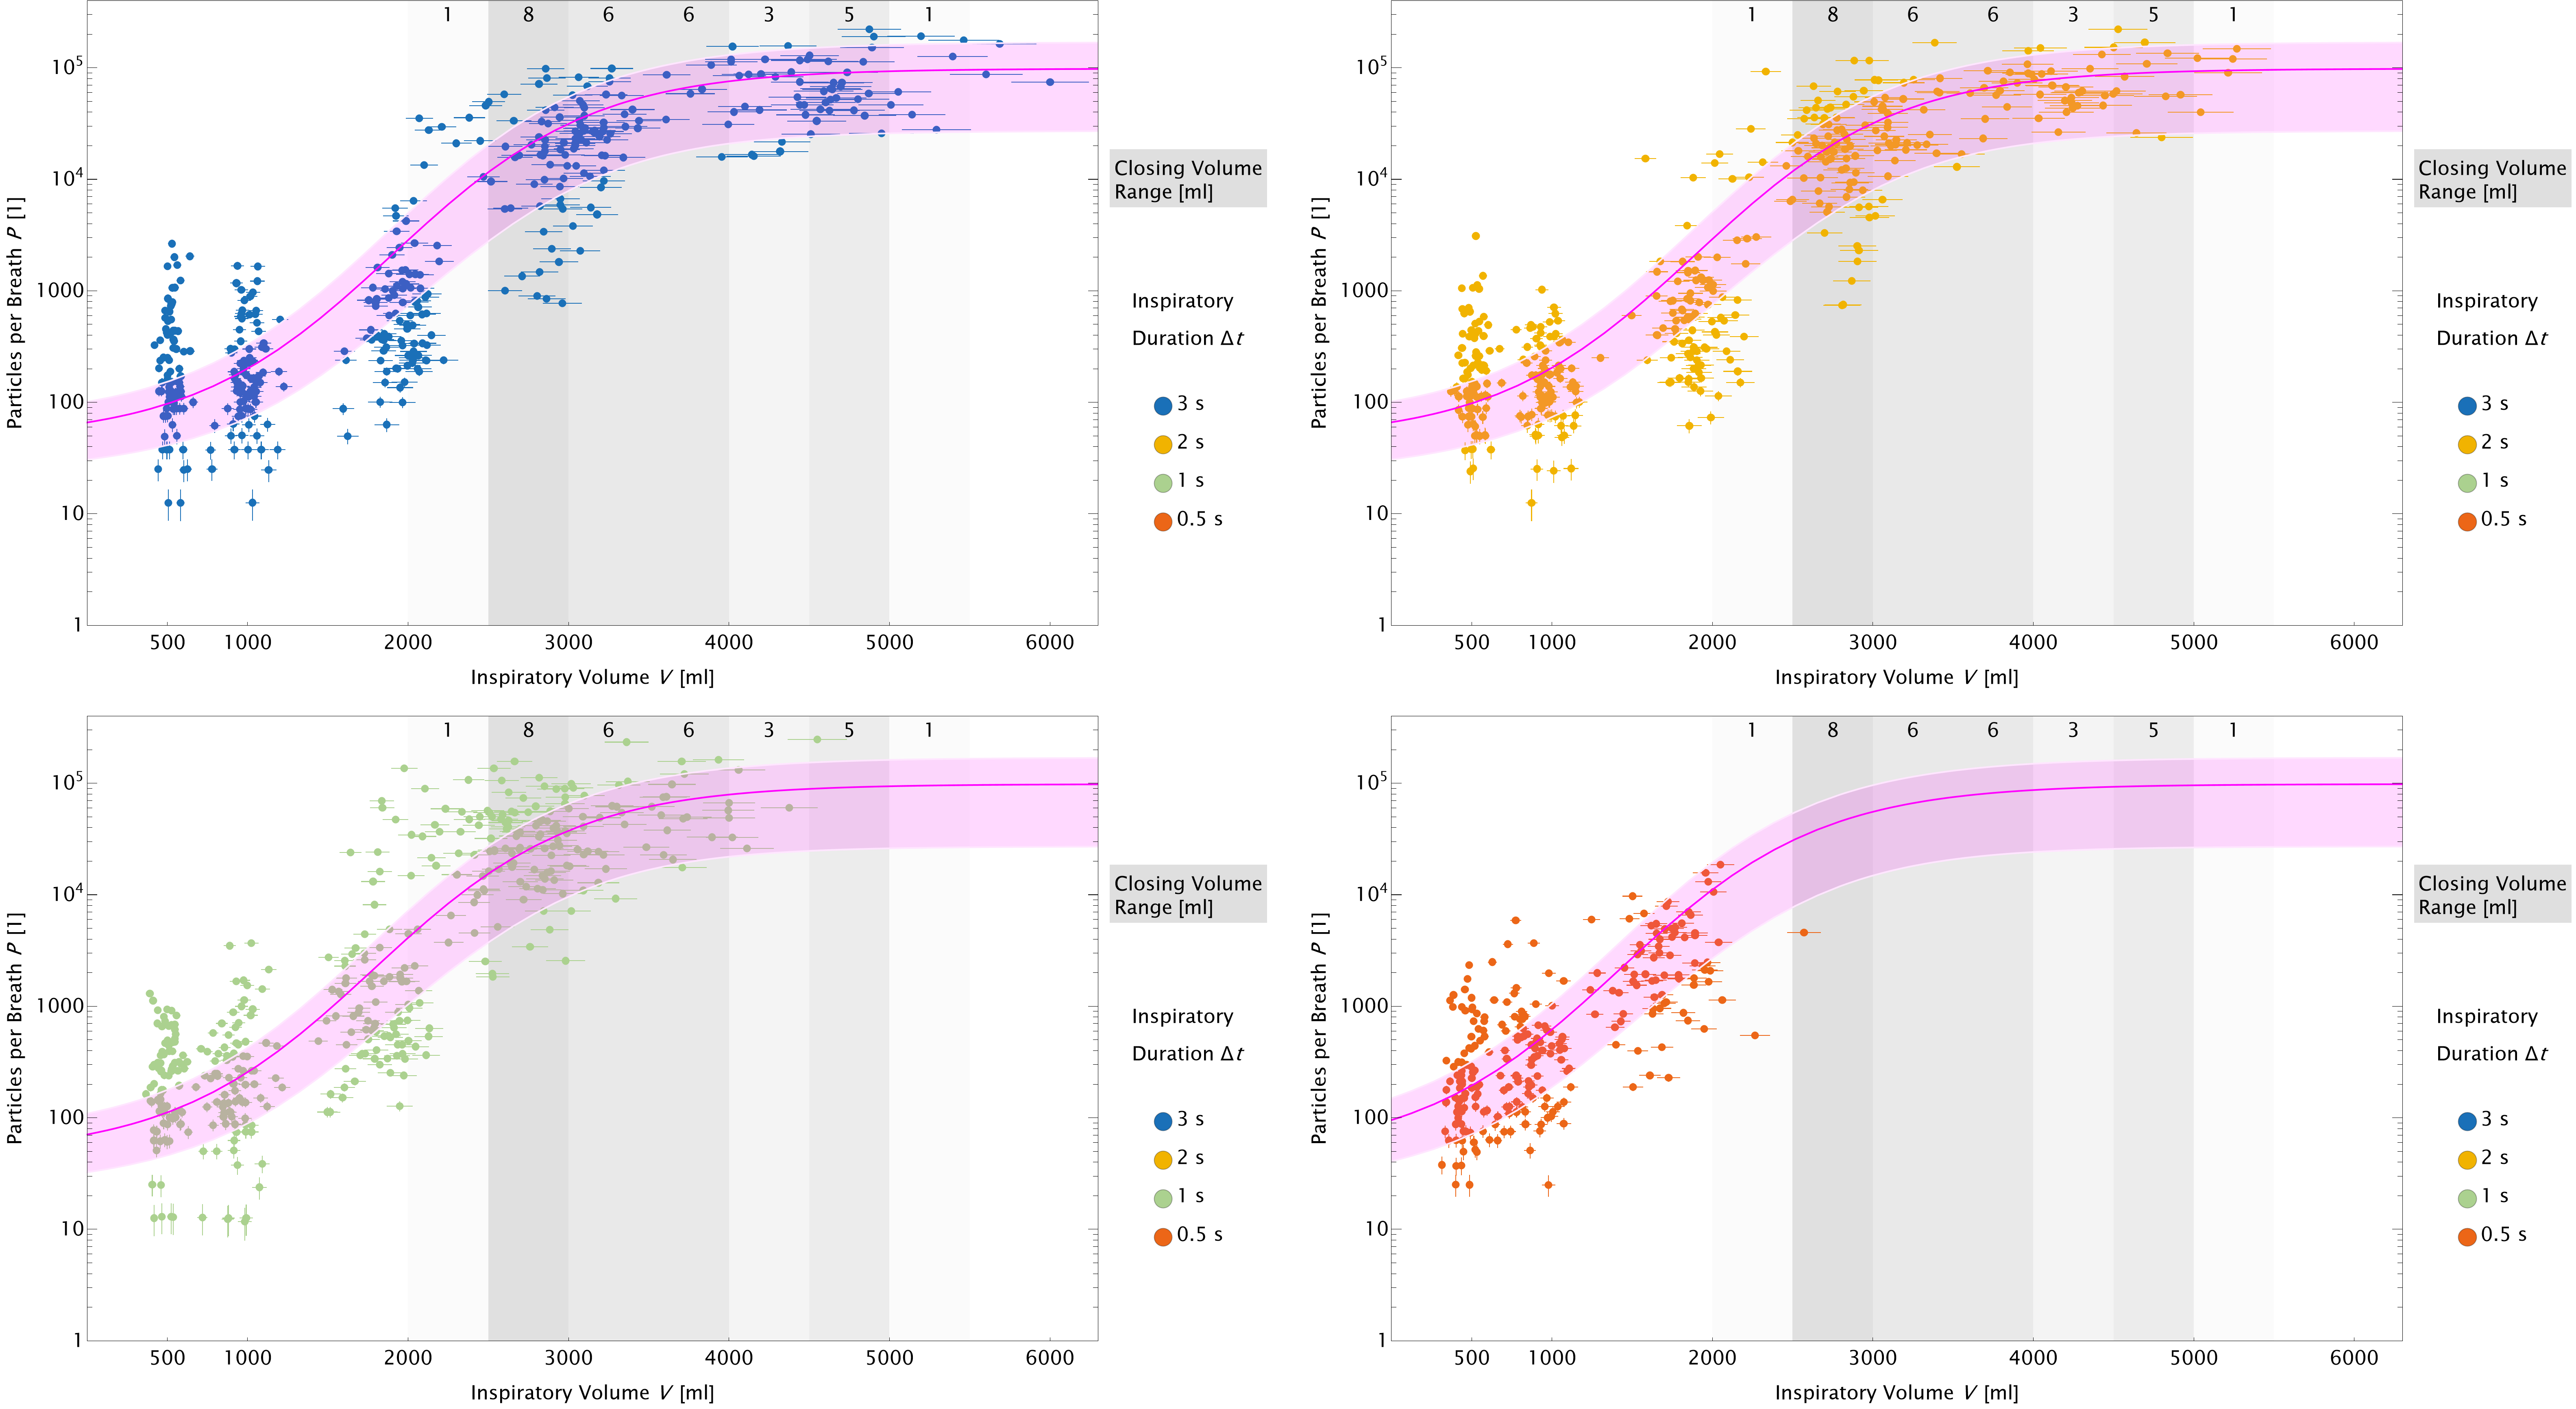 1 8 6 6 3 5 1
10⁵
10⁴
1000
100
10
1
Particles per Breath P [1]
500 1000 2000 3000 4000 5000 6000
Inspiratory Volume V [ml]
Closing Volume
Range [ml]
Inspiratory
Duration Δt
3 s
2 s
1 s
0.5 s
1 8 6 6 3 5 1
10⁵
10⁴
1000
100
10
1
Particles per Breath P [1]
500 1000 2000 3000 4000 5000 6000
Inspiratory Volume V [ml]
Closing Volume
Range [ml]
Inspiratory
Duration Δt
3 s
2 s
1 s
0.5 s
1 8 6 6 3 5 1
10⁵
10⁴
1000
100
10
1
Particles per Breath P [1]
500 1000 2000 3000 4000 5000 6000
Inspiratory Volume V [ml]
Closing Volume
Range [ml]
Inspiratory
Duration Δt
3 s
2 s
1 s
0.5 s
1 8 6 6 3 5 1
10⁵
10⁴
1000
100
10
1
Particles per Breath P [1]
500 1000 2000 3000 4000 5000 6000
Inspiratory Volume V [ml]
Closing Volume
Range [ml]
Inspiratory
Duration Δt
3 s
2 s
1 s
0.5 s